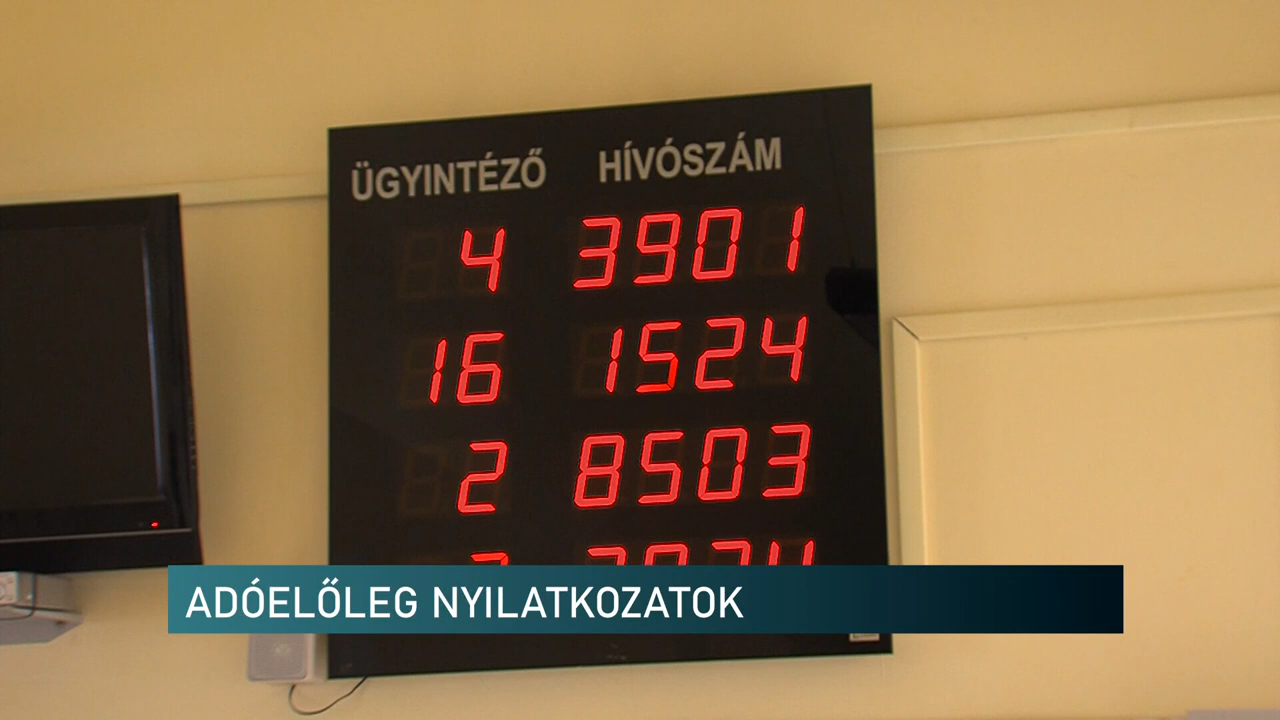 ÜGYINTÉZŐ HÍVÓSZÁM
4 3901
16 1524
2 8503
ADÓELŐLEG NYILATKOZATOK